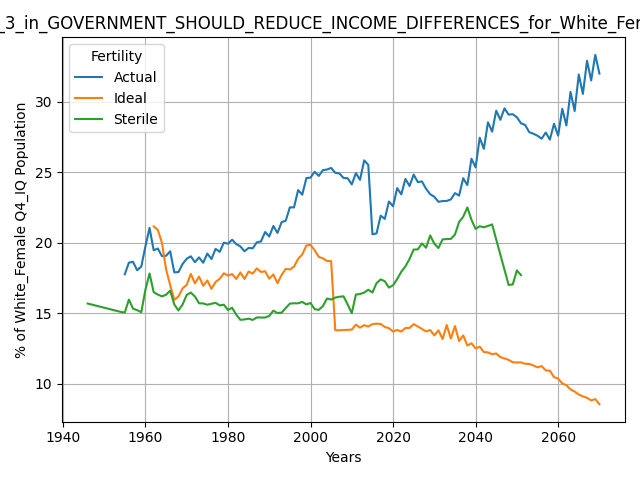 _3_in_GOVERNMENT_SHOULD_REDUCE_INCOME_DIFFERENCES_for_White_Fem
Fertility
Actual
Ideal
Sterile
% of White_Female Q4_IQ Population
30
25
20
15
10
1940
1960
1980
2000
2020
2040
2060
Years